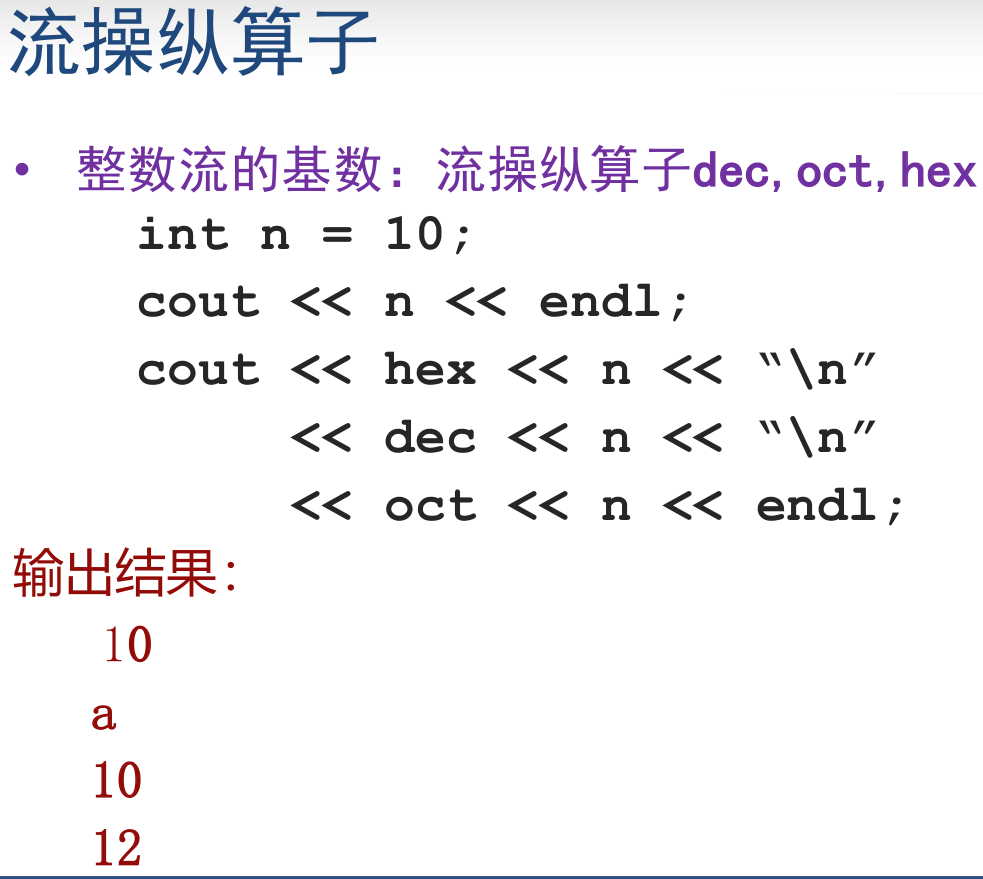 流操纵算子
• 整数流的基数：流操纵算子dec,oct,hex
int n = 10;
cout << n << endl;
cout << hex << n << “\n”
<< dec << n << “\n”
<< oct << n << endl;
输出结果：
10
a
10
12